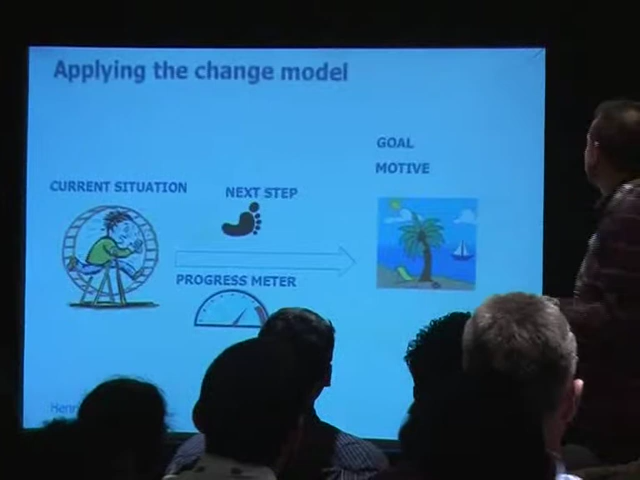 Applying the change model
GOAL
MOTIVE
CURRENT SITUATION
NEXT STEP
PROGRESS METER